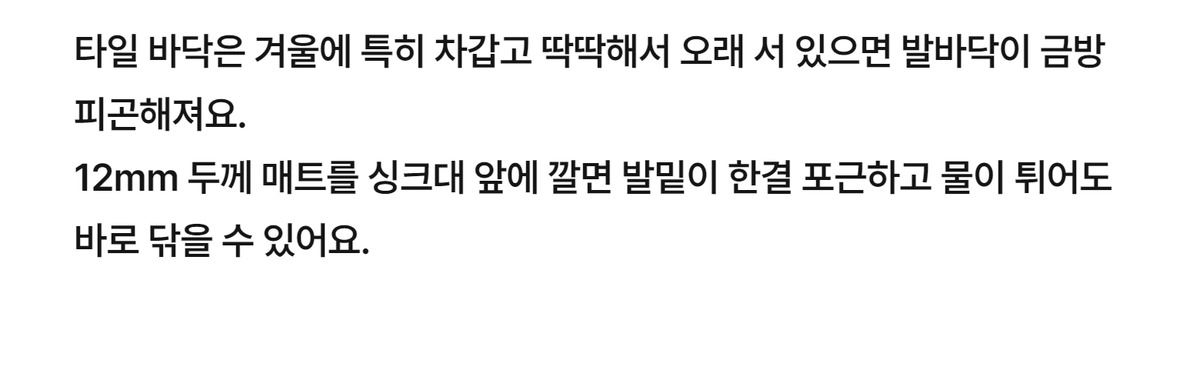 타일 바닥은 겨울에 특히 차갑고 딱딱해서 오래 서 있으면 발바닥이 금방
피곤해져요.
12mm 두께 매트를 싱크대 앞에 깔면 발밑이 한결 포근하고 물이 튀어도
바로 닦을 수 있어요.